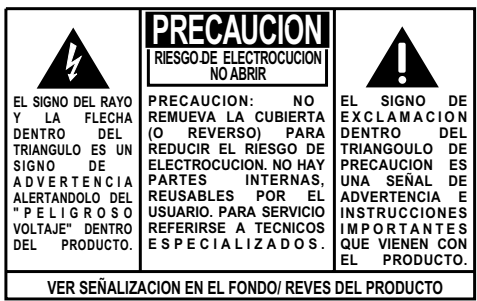 PRECAUCION
RIESGO DE ELECTROCUCION
NO ABRIR
EL SIGNO DEL RAYO
Y LA FLECHA
DENTRO DEL
TRIANGULO ES UN
SIGNO DE
ADVERTENCIA
ALERTANDOLO DEL
"PELIGROSO
VOLTAJE" DENTRO
DEL PRODUCTO.
PRECAUCION: NO
REMUEVA LA CUBIERTA
(O REVERSO) PARA
REDUCIR EL RIESGO DE
ELECTROCUCION. NO HAY
PARTES INTERNAS,
REUSABLES POR EL
USUARIO. PARA SERVICIO
REFERIRSE A TECNICOS
ESPECIALIZADOS.
EL SIGNO DE
EXCLAMACION
DENTRO DEL
TRIANGOULO DE
PRECAUCION ES
UNA SEÑAL DE
ADVERTENCIA E
INSTRUCCIONES
IMPORTANTES
QUE VIENEN CON
EL PRODUCTO.
VER SEÑALIZACION EN EL FONDO/ REVES DEL PRODUCTO